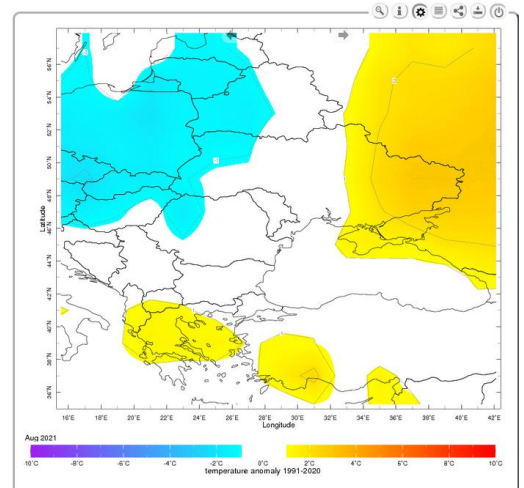 56˚N
54˚N
52˚N
50˚N
48˚N
46˚N
44˚N
42˚N
40˚N
38˚N
36˚N
Latitude
16˚E 18˚E 20˚E 22˚E 24˚E 26˚E 28˚E 30˚E 32˚E 34˚E 36˚E 38˚E 40˚E 42˚E
Longitude
Aug 2021
10˚C -8˚C -6˚C -4˚C -2˚C 0˚C 2˚C 4˚C 6˚C 8˚C 10˚C
temperature anomaly 1991-2020